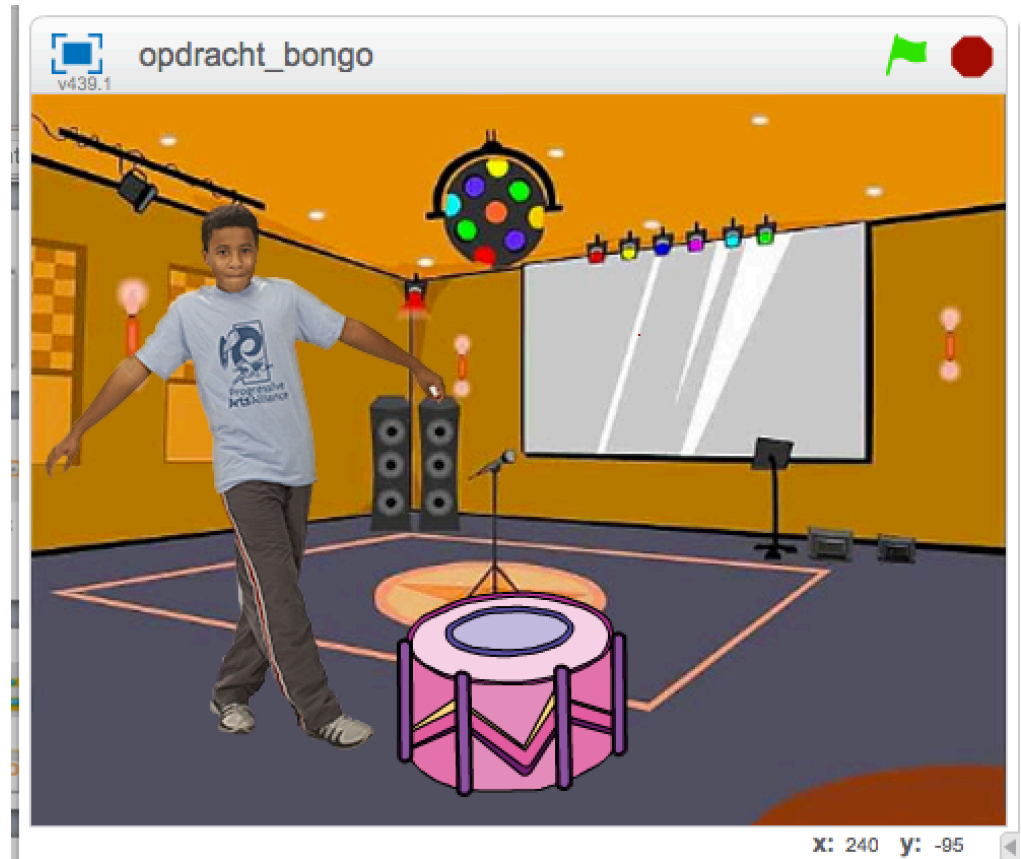 opdracht_bongo
v439.1
Progressive
Arts Alliance
x: 240 y: -95